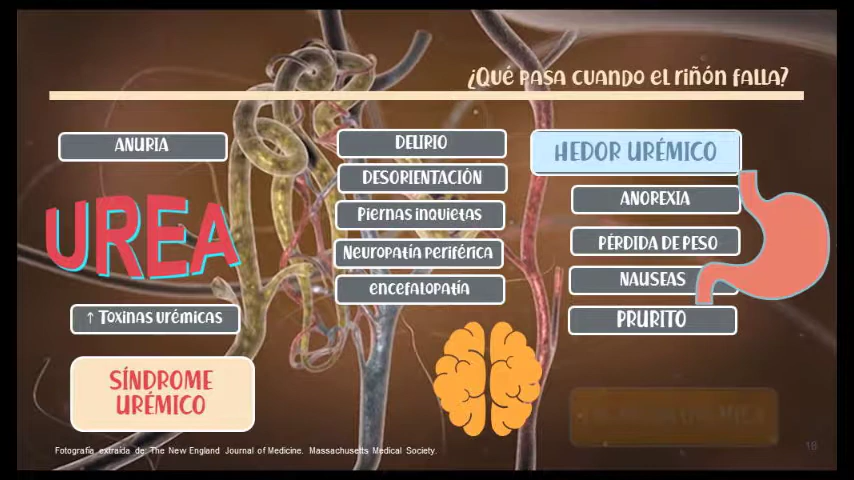 ¿Qué pasa cuando el riñón falla?
ANURIA
UREA
↑ Toxinas urémicas
SÍNDROME
URÉMICO
DELIRIO
DESORIENTACIÓN
Piernas inquietas
Neuropatía periférica
encefalopatía
HEDOR URÉMICO
ANOREXIA
PÉRDIDA DE PESO
NAUSEAS
PRURITO
Fotografía extraída de: The New England Journal of Medicine. Massachusetts Medical Society.
18